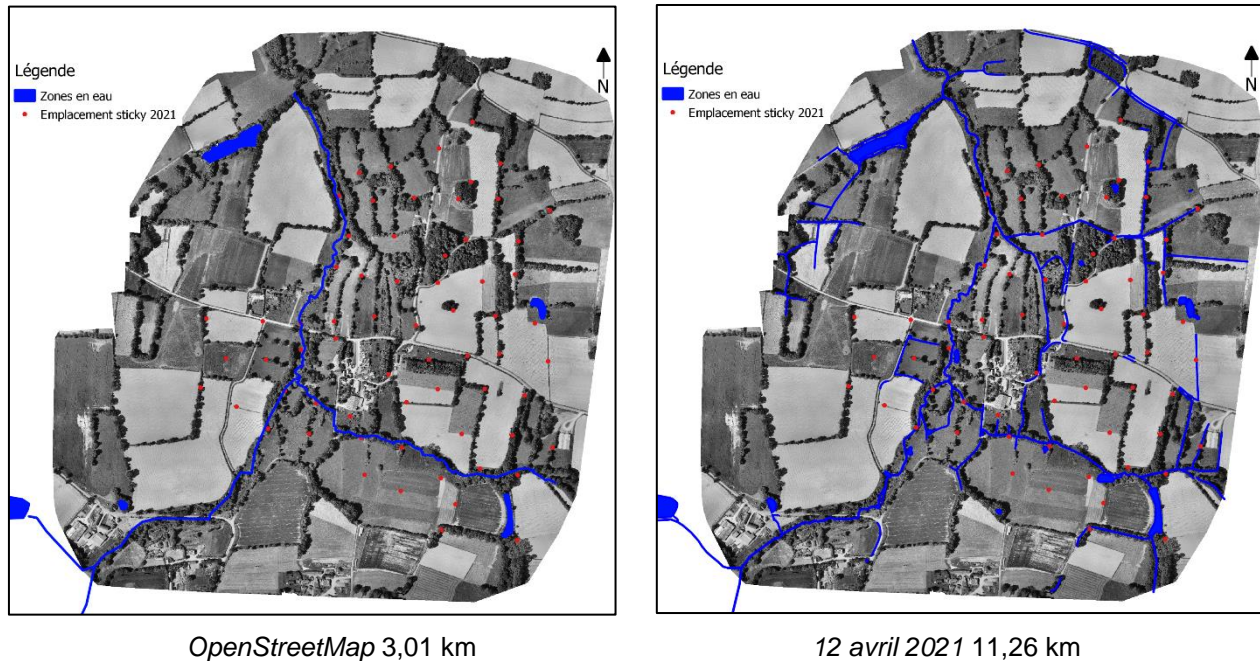 Légende
Zones en eau
Emplacement sticky 2021
N
Légende
Zones en eau
Emplacement sticky 2021
N
OpenStreetMap 3,01 km
12 avril 2021 11,26 km